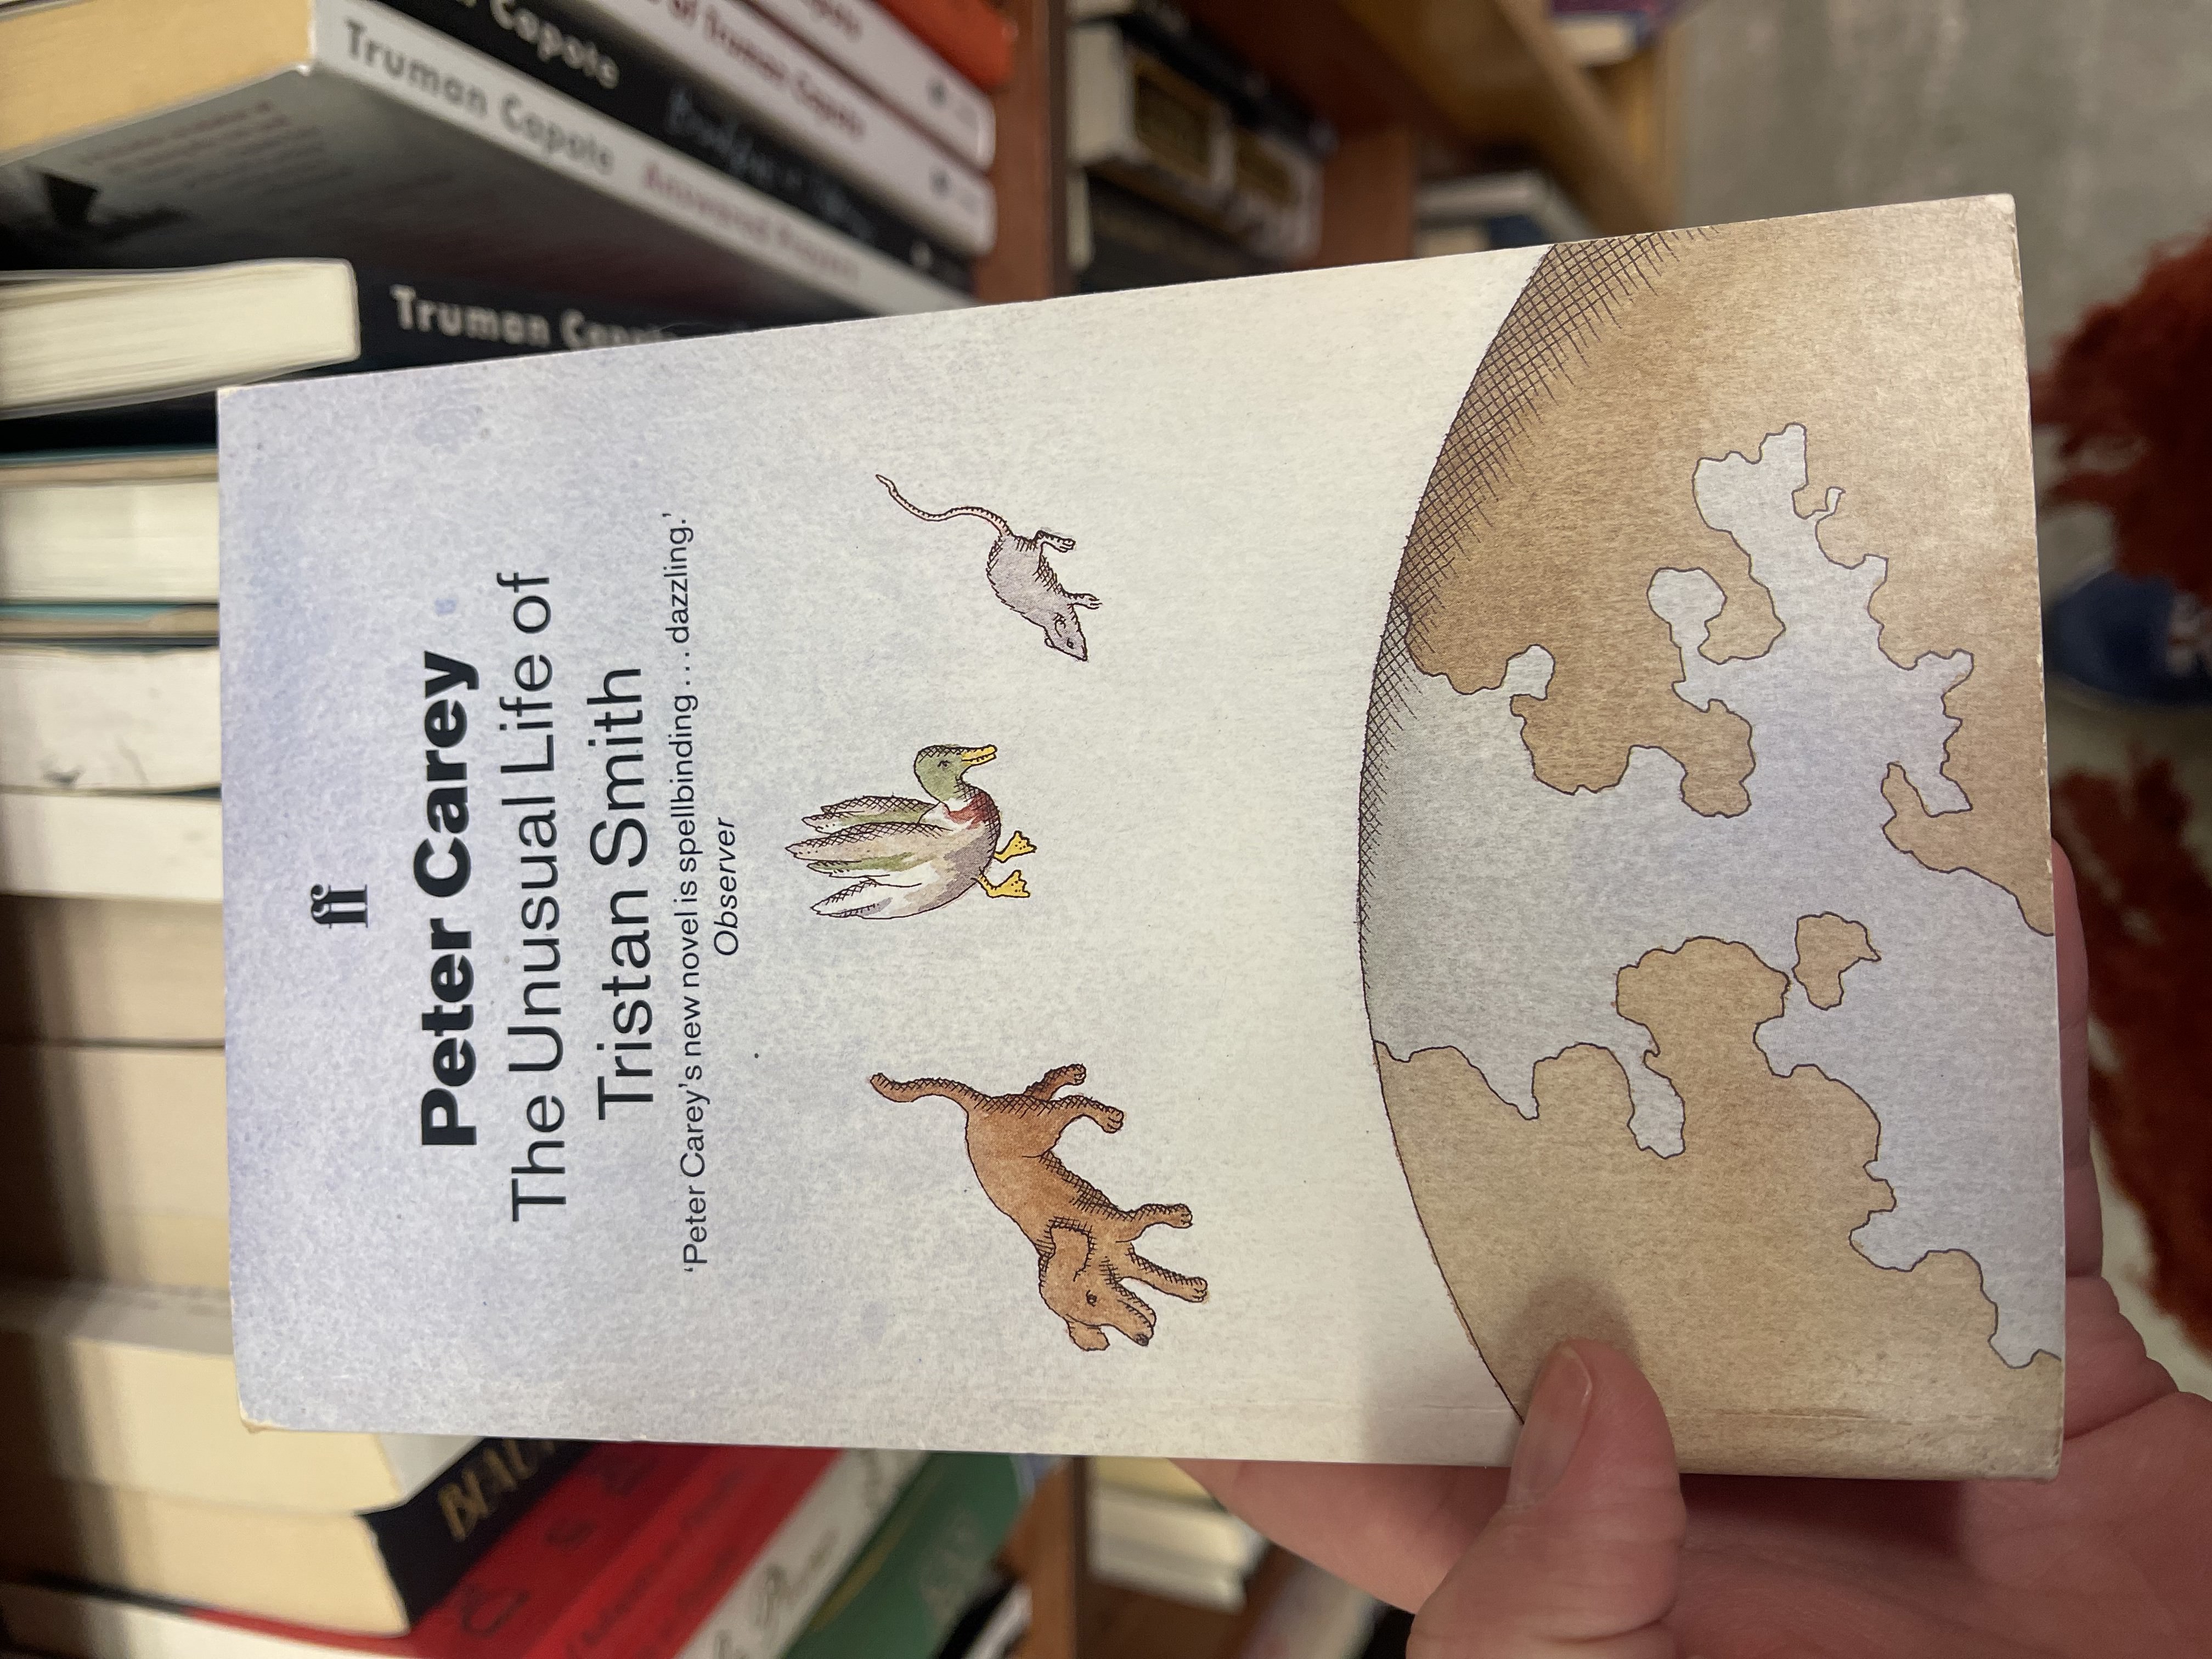 ff
Peter Carey
The Unusual Life of
Tristan Smith
‘Peter Carey’s new novel is spellbinding . . . dazzling.’
Observer
Truman
Truman Capote
Capote